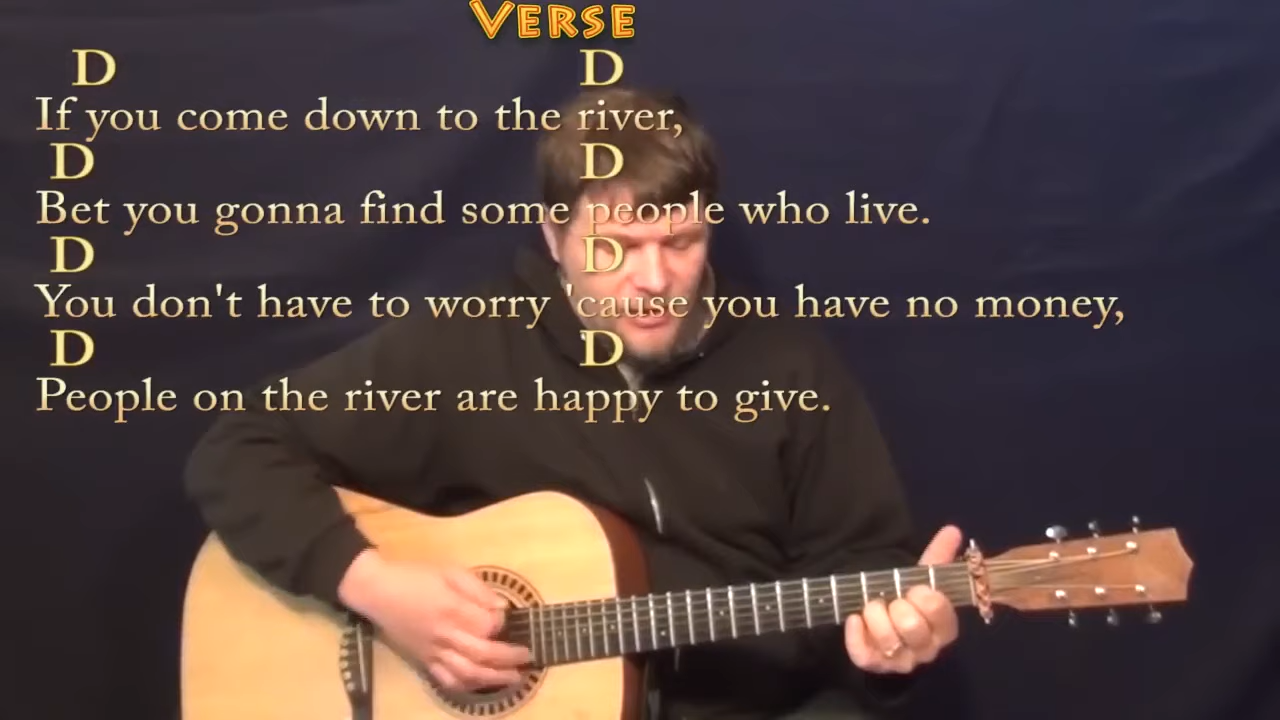 VERSE
D D
If you come down to the river,
D D
Bet you gonna find some people who live.
D D
You don't have to worry 'cause you have no money,
D D
People on the river are happy to give.